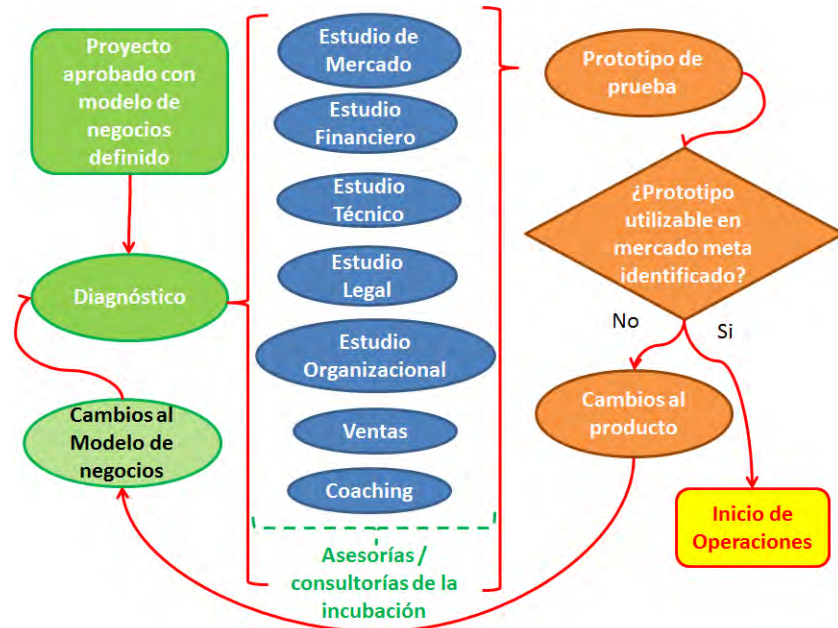 Proyecto
aprobado con
modelo de
negocios
definido
Diagnóstico
Cambios al
Modelo de
negocios
Estudio de
Mercado
Estudio
Financiero
Estudio
Técnico
Estudio
Legal
Estudio
Organizacional
Ventas
Coaching
Asesorías /
consultorías de la
incubación
Prototipo de
prueba
¿Prototipo
utilizable en
mercado meta
identificado?
No
Si
Cambios al
producto
Inicio de
Operaciones